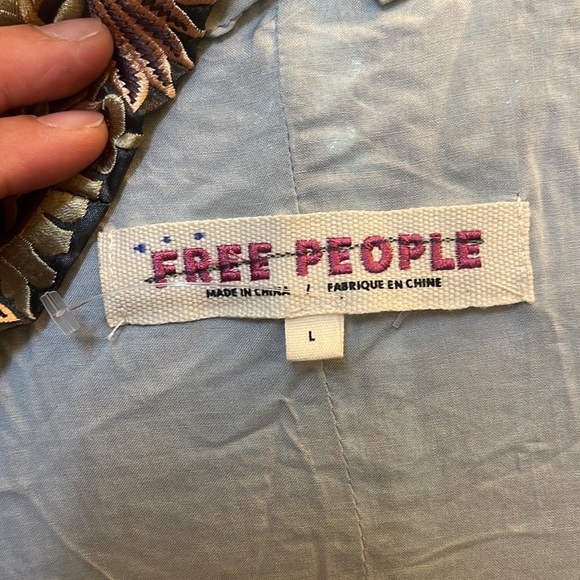 FREE PEOPLE
MADE IN CHINA / FABRIQUE EN CHINE
L